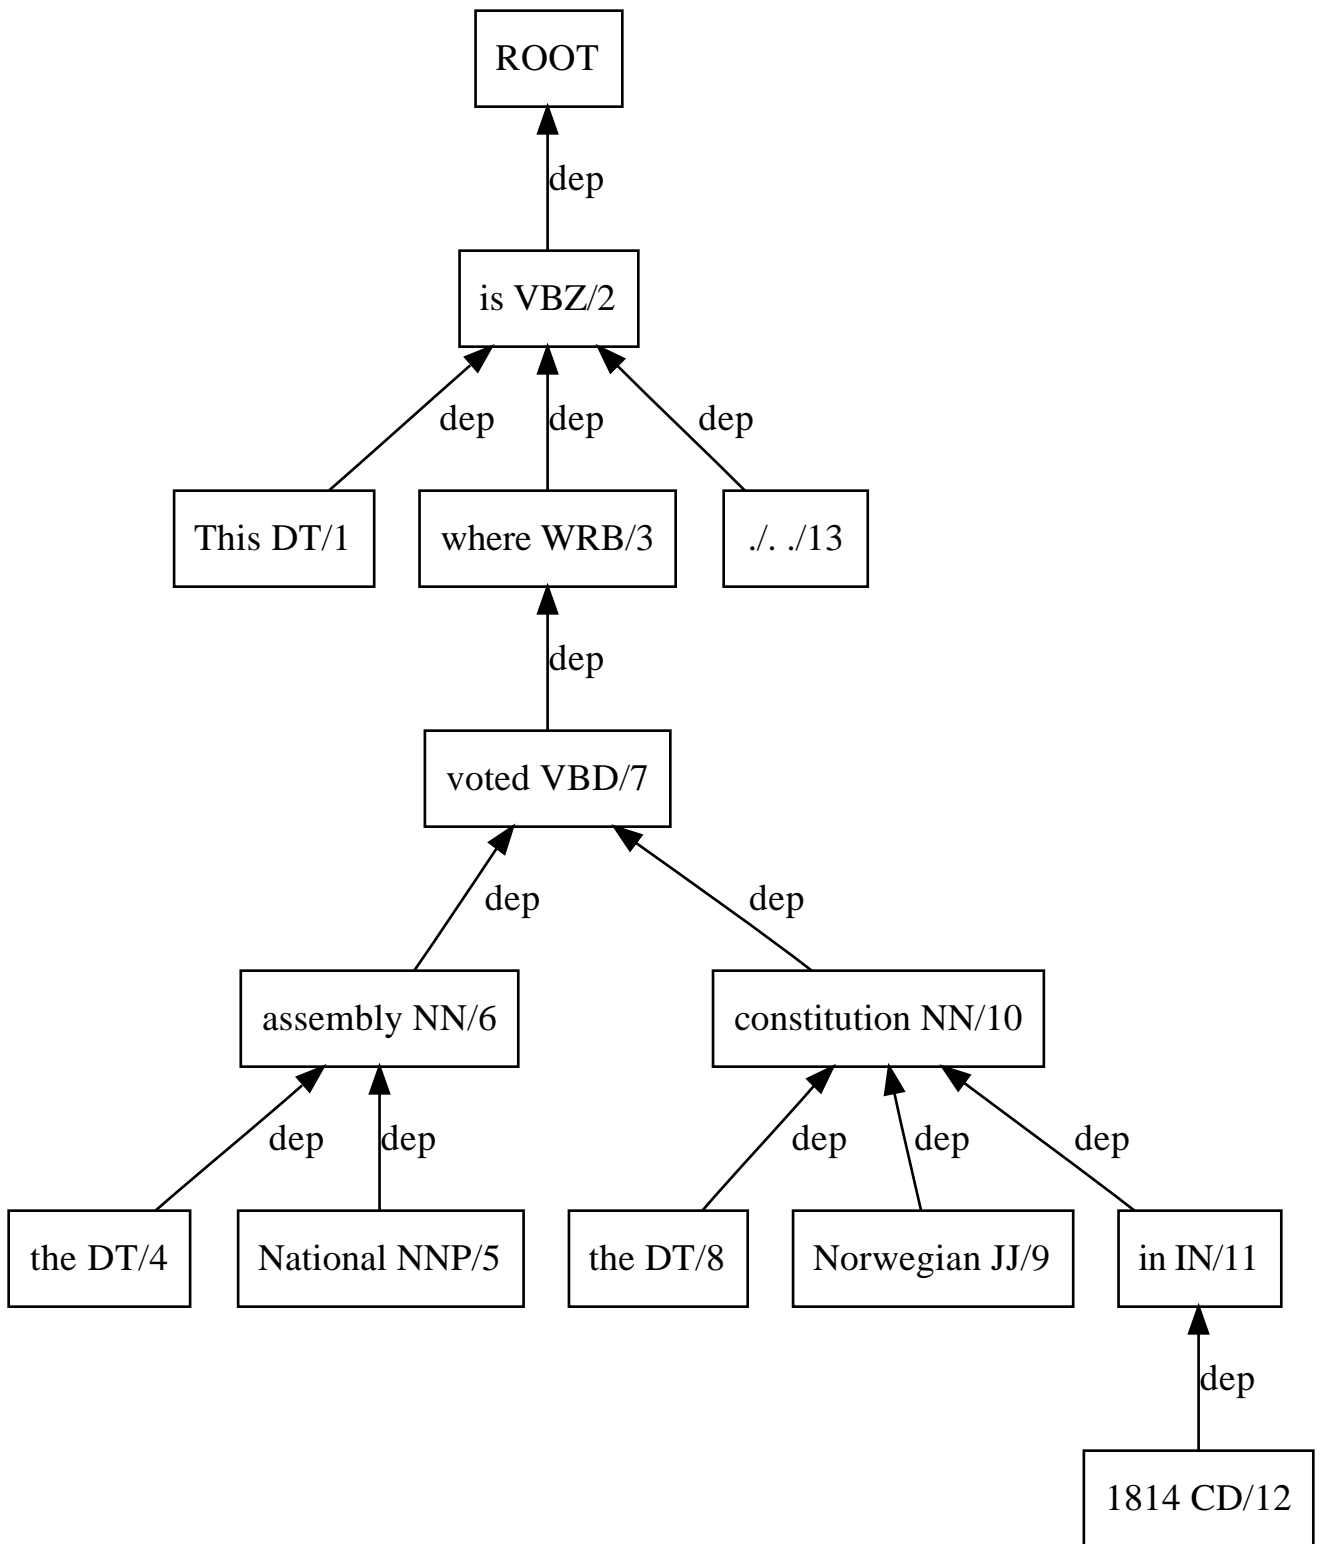 ROOT
dep
is VBZ/2
dep dep dep
This DT/1 where WRB/3 ./. ./13
dep
voted VBD/7
dep dep
assembly NN/6 constitution NN/10
dep dep dep dep dep
the DT/4 National NNP/5 the DT/8 Norwegian JJ/9 in IN/11
dep
1814 CD/12